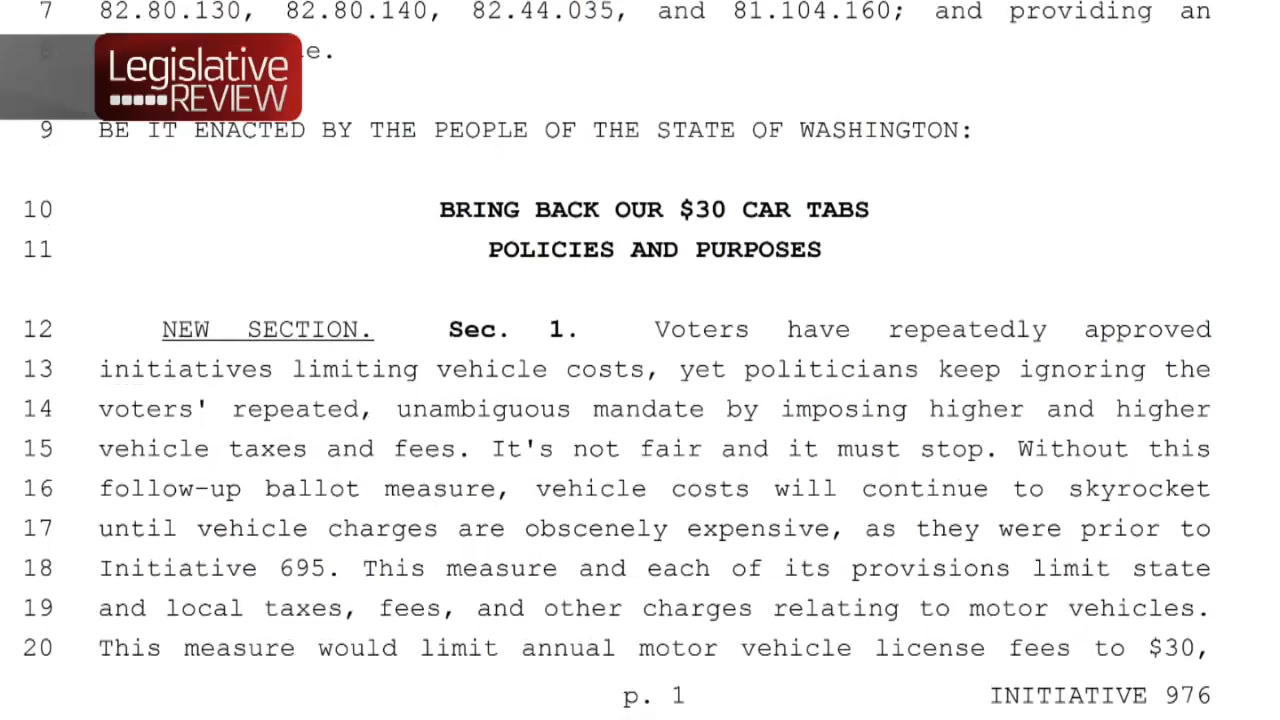 7 82.80.130, 82.80.140, 82.44.035, and 81.104.160; and providing an
Legislative
REVIEW
9 BE IT ENACTED BY THE PEOPLE OF THE STATE OF WASHINGTON:
10 BRING BACK OUR $30 CAR TABS
11 POLICIES AND PURPOSES
12 NEW SECTION. Sec. 1. Voters have repeatedly approved
13 initiatives limiting vehicle costs, yet politicians keep ignoring the
14 voters' repeated, unambiguous mandate by imposing higher and higher
15 vehicle taxes and fees. It's not fair and it must stop. Without this
16 follow-up ballot measure, vehicle costs will continue to skyrocket
17 until vehicle charges are obscenely expensive, as they were prior to
18 Initiative 695. This measure and each of its provisions limit state
19 and local taxes, fees, and other charges relating to motor vehicles.
20 This measure would limit annual motor vehicle license fees to $30,
p. 1 INITIATIVE 976